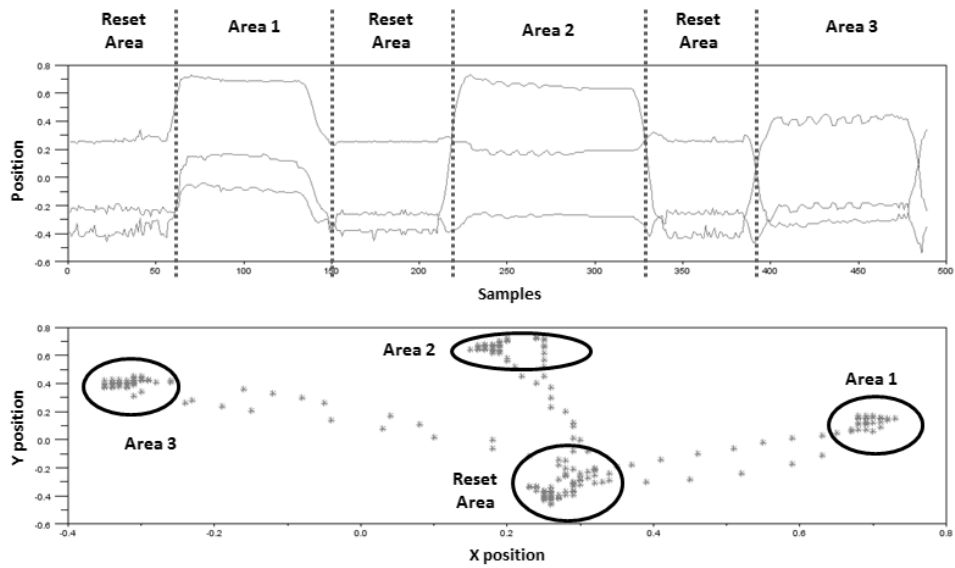 Reset
Area
Area 1
Reset
Area
Area 2
Reset
Area
Area 3
Position
0.8
0.6
0.4
0.2
0.0
-0.2
-0.4
-0.6
0
50
100
150
200
250
300
350
400
450
500
Samples
Y position
0.8
0.6
0.4
0.2
0.0
-0.2
-0.4
-0.6
Area 2
Area 1
Area 3
Reset
Area
-0.4
-0.2
0.0
0.2
0.4
0.6
0.8
X position